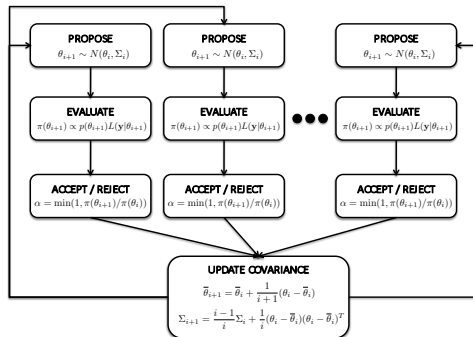 PROPOSE PROPOSE PROPOSE
θ_{i+1} ∼ N(θ_i, Σ_i) θ_{i+1} ∼ N(θ_i, Σ_i) θ_{i+1} ∼ N(θ_i, Σ_i)
EVALUATE EVALUATE EVALUATE
π(θ_{i+1}) ∝ p(θ_{i+1})L(y|θ_{i+1}) π(θ_{i+1}) ∝ p(θ_{i+1})L(y|θ_{i+1}) π(θ_{i+1}) ∝ p(θ_{i+1})L(y|θ_{i+1})
ACCEPT / REJECT ACCEPT / REJECT ACCEPT / REJECT
α = min(1, π(θ_{i+1})/π(θ_i)) α = min(1, π(θ_{i+1})/π(θ_i)) α = min(1, π(θ_{i+1})/π(θ_i))
UPDATE COVARIANCE
θ̅_{i+1} = θ̅_i + 1/(i+1) (θ_i − θ̅_i)
Σ_{i+1} = (i−1)/i Σ_i + 1/i (θ_i − θ̅_i)(θ_i − θ̅_i)^T